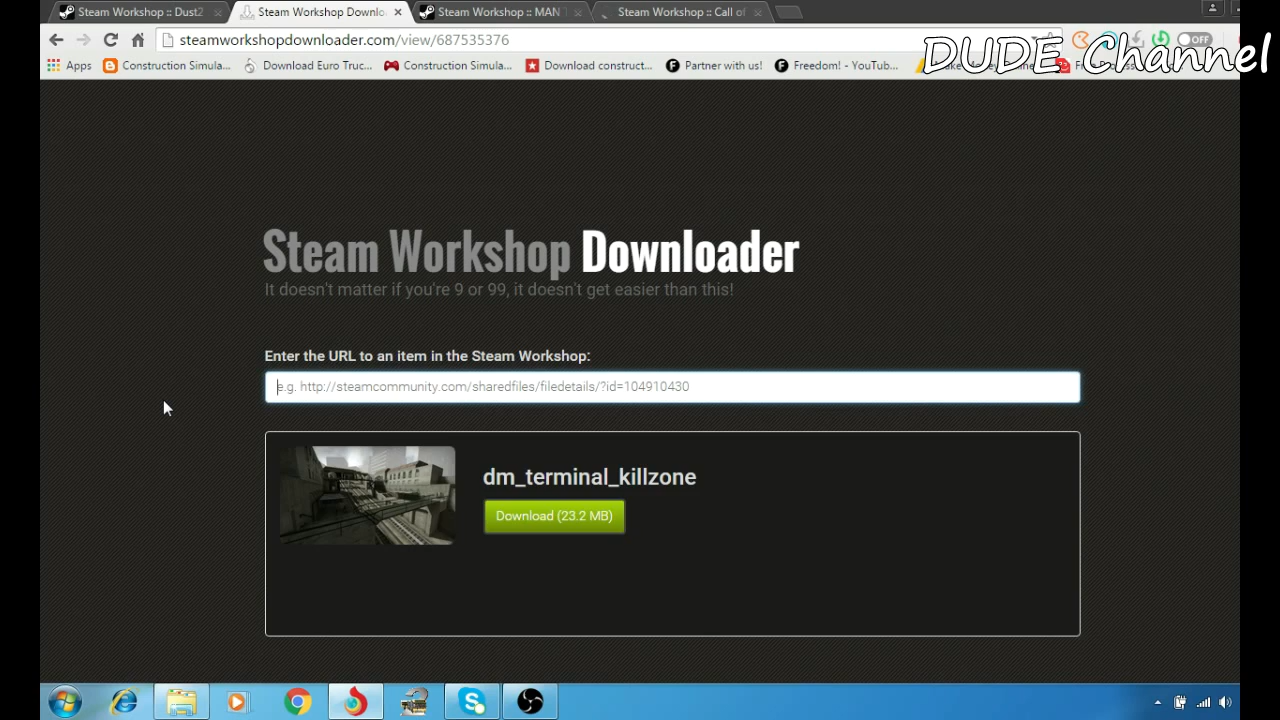 Steam Workshop :: Dust2
Steam Workshop Downlo
Steam Workshop :: MAN T
Steam Workshop :: Call of
steamworkshopdownloader.com/view/687535376
OFF
DUDE Channel
Apps
Construction Simula...
Download Euro Truc...
Construction Simula...
Download construct...
Partner with us!
Freedom! - YouTub...
Steam Workshop Downloader
It doesn't matter if you're 9 or 99, it doesn't get easier than this!
Enter the URL to an item in the Steam Workshop:
e.g. http://steamcommunity.com/sharedfiles/filedetails/?id=104910430
dm_terminal_killzone
Download (23.2 MB)